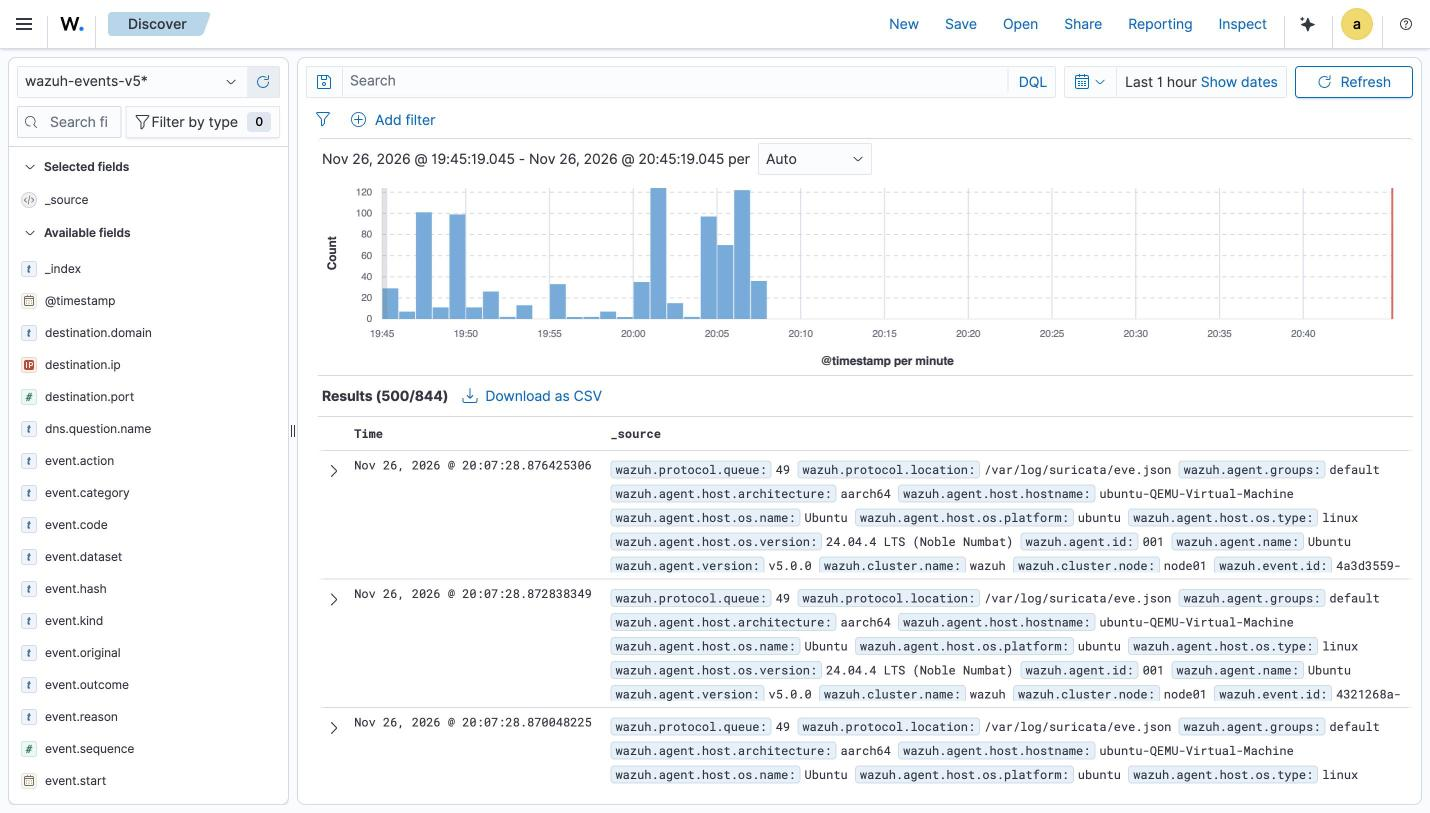 W.
Discover
New Save Open Share Reporting Inspect
a
wazuh-events-v5*
Search
DQL
Last 1 hour Show dates
Refresh
Search fi
Filter by type 0
Add filter
Selected fields
_source
Available fields
_index
@timestamp
destination.domain
destination.ip
destination.port
dns.question.name
event.action
event.category
event.code
event.dataset
event.hash
event.kind
event.original
event.outcome
event.reason
event.sequence
event.start
Nov 26, 2026 @ 19:45:19.045 - Nov 26, 2026 @ 20:45:19.045 per Auto
Count
120
100
80
60
40
20
0
19:45 19:50 19:55 20:00 20:05 20:10 20:15 20:20 20:25 20:30 20:35 20:40
@timestamp per minute
Results (500/844) Download as CSV
Time _source
Nov 26, 2026 @ 20:07:28.876425306 wazuh.protocol.queue: 49 wazuh.protocol.location: /var/log/suricata/eve.json wazuh.agent.groups: default
wazuh.agent.host.architecture: aarch64 wazuh.agent.host.hostname: ubuntu-QEMU-Virtual-Machine
wazuh.agent.host.os.name: Ubuntu wazuh.agent.host.os.platform: ubuntu wazuh.agent.host.os.type: linux
wazuh.agent.host.os.version: 24.04.4 LTS (Noble Numbat) wazuh.agent.id: 001 wazuh.agent.name: Ubuntu
wazuh.agent.version: v5.0.0 wazuh.cluster.name: wazuh wazuh.cluster.node: node01 wazuh.event.id: 4a3d3559-
Nov 26, 2026 @ 20:07:28.872838349 wazuh.protocol.queue: 49 wazuh.protocol.location: /var/log/suricata/eve.json wazuh.agent.groups: default
wazuh.agent.host.architecture: aarch64 wazuh.agent.host.hostname: ubuntu-QEMU-Virtual-Machine
wazuh.agent.host.os.name: Ubuntu wazuh.agent.host.os.platform: ubuntu wazuh.agent.host.os.type: linux
wazuh.agent.host.os.version: 24.04.4 LTS (Noble Numbat) wazuh.agent.id: 001 wazuh.agent.name: Ubuntu
wazuh.agent.version: v5.0.0 wazuh.cluster.name: wazuh wazuh.cluster.node: node01 wazuh.event.id: 4321268a-
Nov 26, 2026 @ 20:07:28.870048225 wazuh.protocol.queue: 49 wazuh.protocol.location: /var/log/suricata/eve.json wazuh.agent.groups: default
wazuh.agent.host.architecture: aarch64 wazuh.agent.host.hostname: ubuntu-QEMU-Virtual-Machine
wazuh.agent.host.os.name: Ubuntu wazuh.agent.host.os.platform: ubuntu wazuh.agent.host.os.type: linux